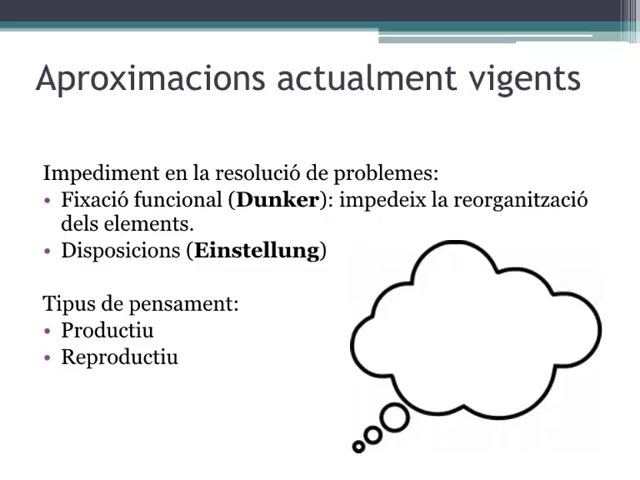 Aproximacions actualment vigents
Impediment en la resolució de problemes:
• Fixació funcional (Dunker): impedeix la reorganització
dels elements.
• Disposicions (Einstellung)
Tipus de pensament:
• Productiu
• Reproductiu